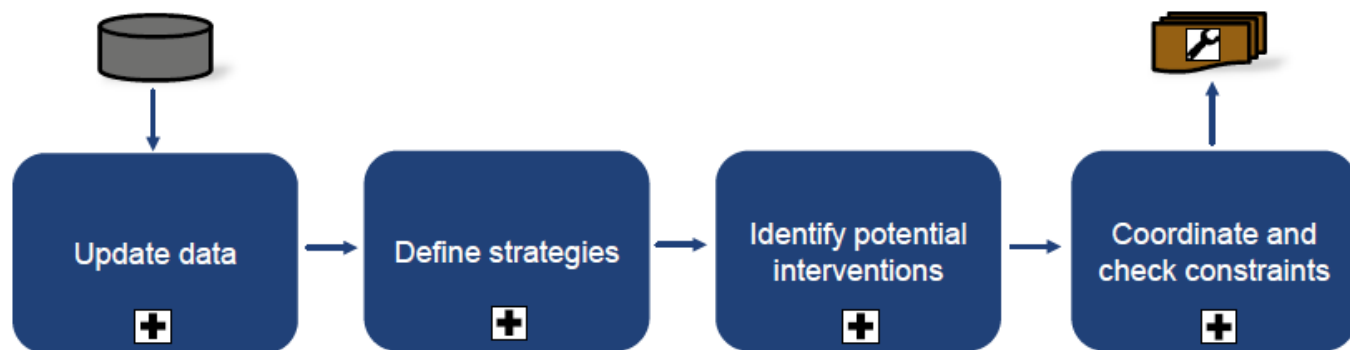 Update data
Define strategies
Identify potential
interventions
Coordinate and
check constraints